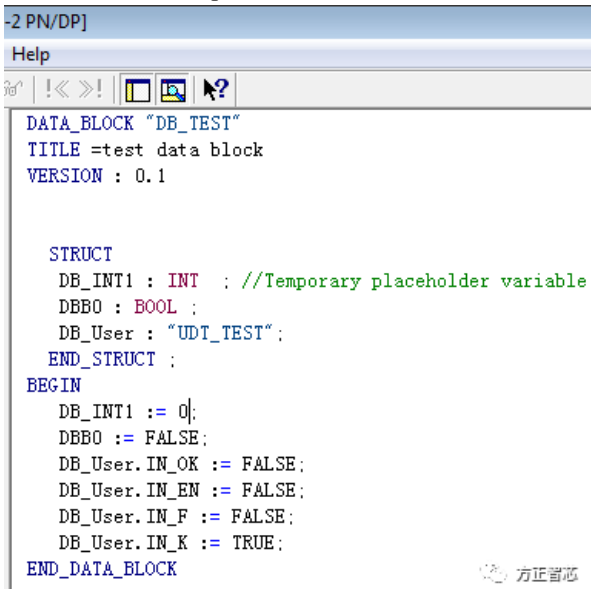 -2 PN/DP]
Help
!« »!
DATA_BLOCK "DB_TEST"
TITLE =test data block
VERSION : 0.1
STRUCT
DB_INT1 : INT ; //Temporary placeholder variable
DBB0 : BOOL ;
DB_User : "UDT_TEST";
END_STRUCT ;
BEGIN
DB_INT1 := 0;
DBB0 := FALSE;
DB_User.IN_OK := FALSE;
DB_User.IN_EN := FALSE;
DB_User.IN_F := FALSE;
DB_User.IN_K := TRUE;
END_DATA_BLOCK
方正智芯